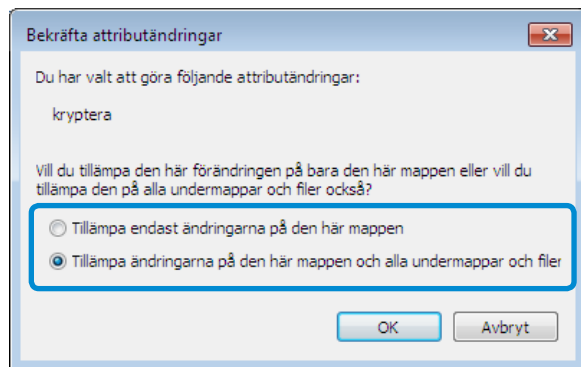 Bekräfta attributändringar
Du har valt att göra följande attributändringar:
kryptera
Vill du tillämpa den här förändringen på bara den här mappen eller vill du
tillämpa den på alla undermappar och filer också?
Tillämpa endast ändringarna på den här mappen
Tillämpa ändringarna på den här mappen och alla undermappar och filer
OK
Avbryt